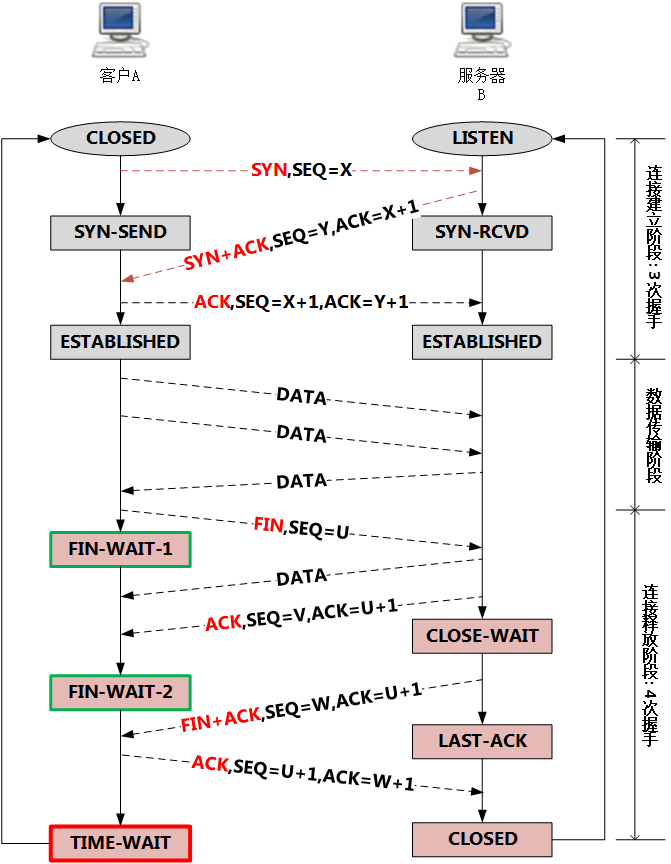 客户A
服务器
B
CLOSED
LISTEN
SYN,SEQ=X
SYN-SEND
SYN+ACK,SEQ=Y,ACK=X+1
SYN-RCVD
ACK,SEQ=X+1,ACK=Y+1
ESTABLISHED
ESTABLISHED
连接建立阶段:3次握手
DATA
DATA
DATA
数据传输阶段
FIN,SEQ=U
FIN-WAIT-1
DATA
ACK,SEQ=V,ACK=U+1
CLOSE-WAIT
FIN-WAIT-2
FIN+ACK,SEQ=W,ACK=U+1
LAST-ACK
ACK,SEQ=U+1,ACK=W+1
TIME-WAIT
CLOSED
连接释放阶段:4次握手